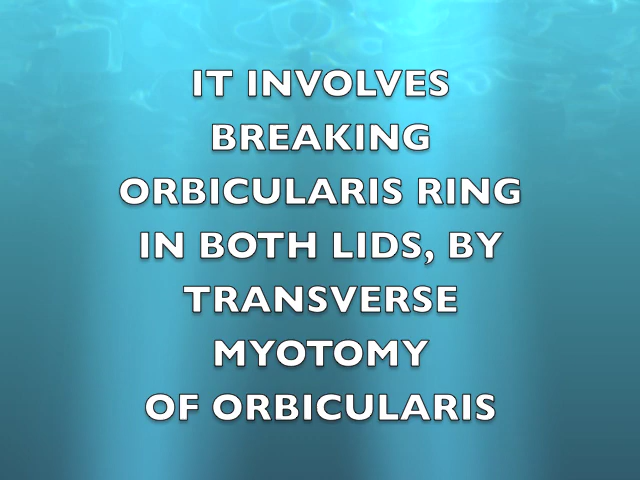 IT INVOLVES
BREAKING
ORBICULARIS RING
IN BOTH LIDS, BY
TRANSVERSE
MYOTOMY
OF ORBICULARIS